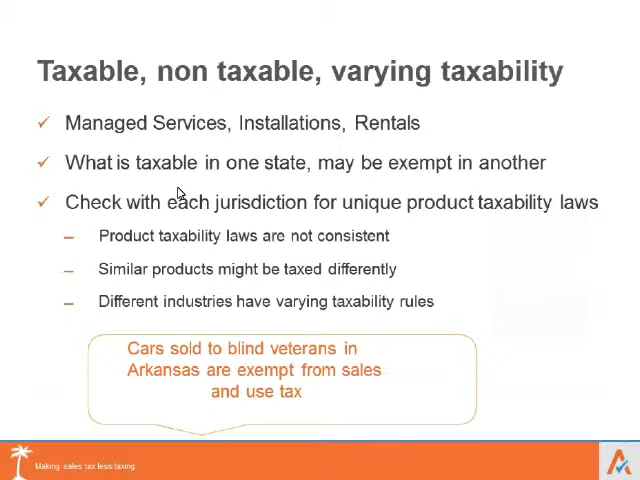 Taxable, non taxable, varying taxability
Managed Services, Installations, Rentals
What is taxable in one state, may be exempt in another
Check with each jurisdiction for unique product taxability laws
Product taxability laws are not consistent
Similar products might be taxed differently
Different industries have varying taxability rules
Cars sold to blind veterans in
Arkansas are exempt from sales
and use tax
Making sales tax less taxing